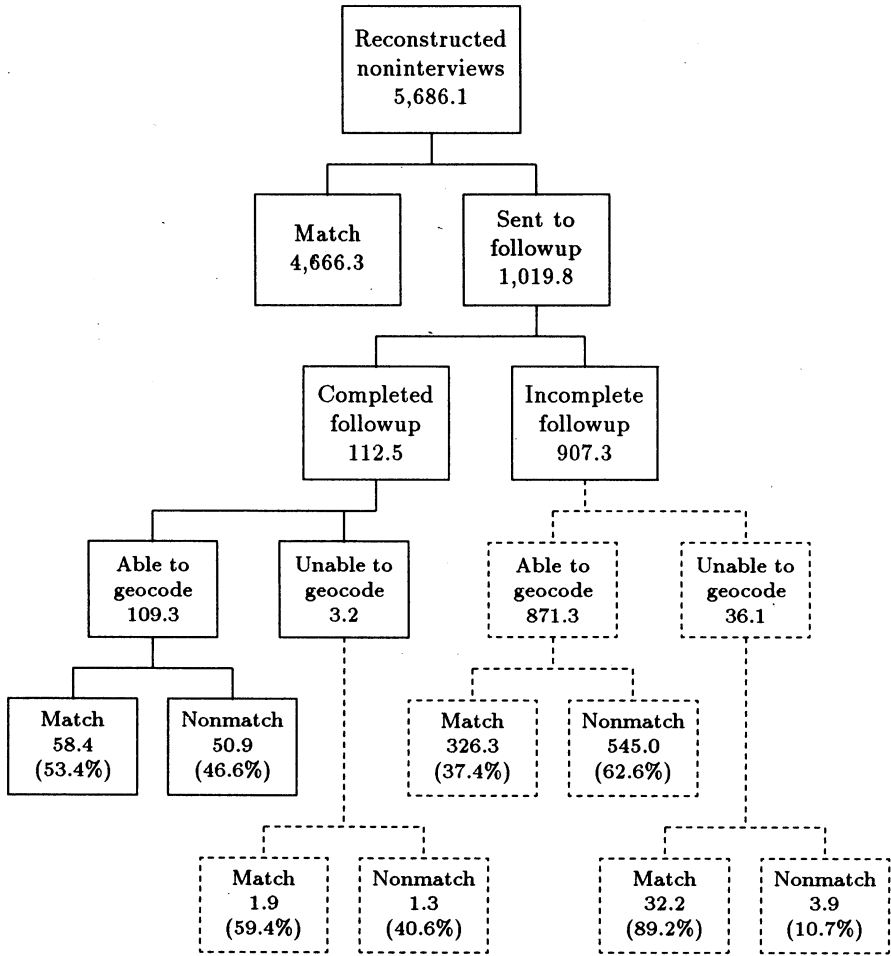 Reconstructed
noninterviews
5,686.1
Match
4,666.3
Sent to
followup
1,019.8
Completed
followup
112.5
Incomplete
followup
907.3
Able to
geocode
109.3
Unable to
geocode
3.2
Able to
geocode
871.3
Unable to
geocode
36.1
Match
58.4
(53.4%)
Nonmatch
50.9
(46.6%)
Match
326.3
(37.4%)
Nonmatch
545.0
(62.6%)
Match
1.9
(59.4%)
Nonmatch
1.3
(40.6%)
Match
32.2
(89.2%)
Nonmatch
3.9
(10.7%)